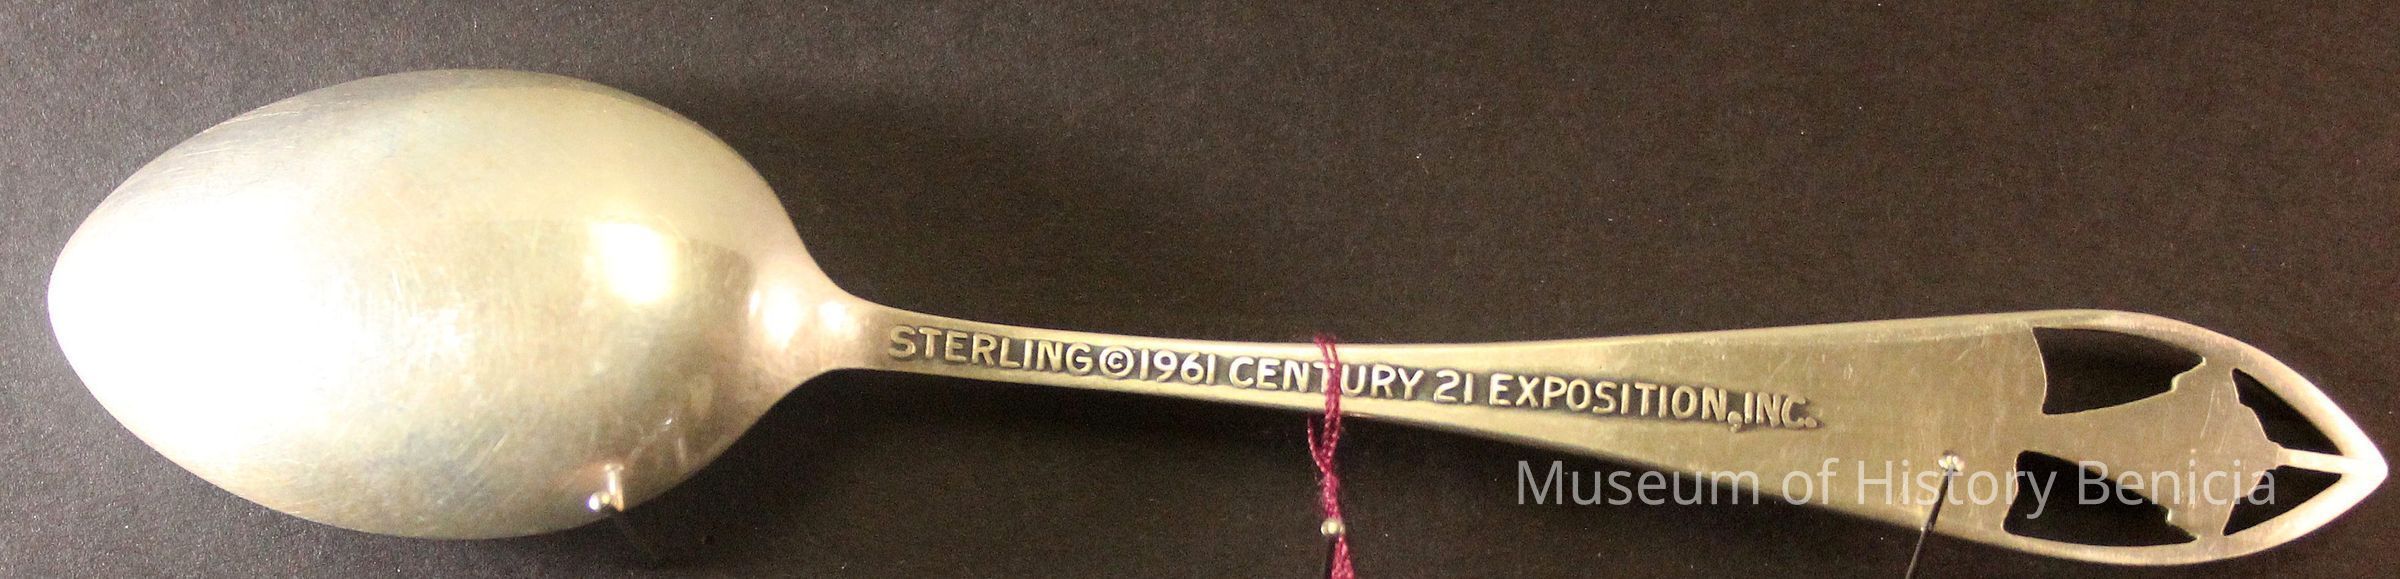 STERLING©1961 CENTURY 21 EXPOSITION, INC.
Museum of History Benicia